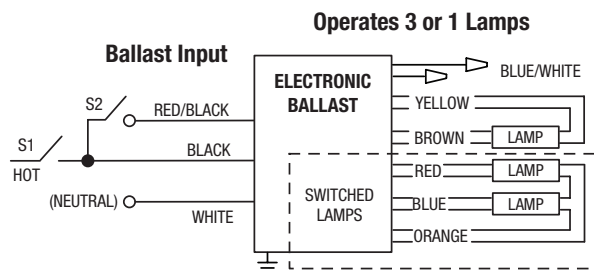 Operates 3 or 1 Lamps
Ballast Input
ELECTRONIC
BALLAST
BLUE/WHITE
S2
RED/BLACK
YELLOW
BROWN
LAMP
S1
HOT
BLACK
RED
LAMP
SWITCHED
LAMPS
BLUE
LAMP
(NEUTRAL)
WHITE
ORANGE